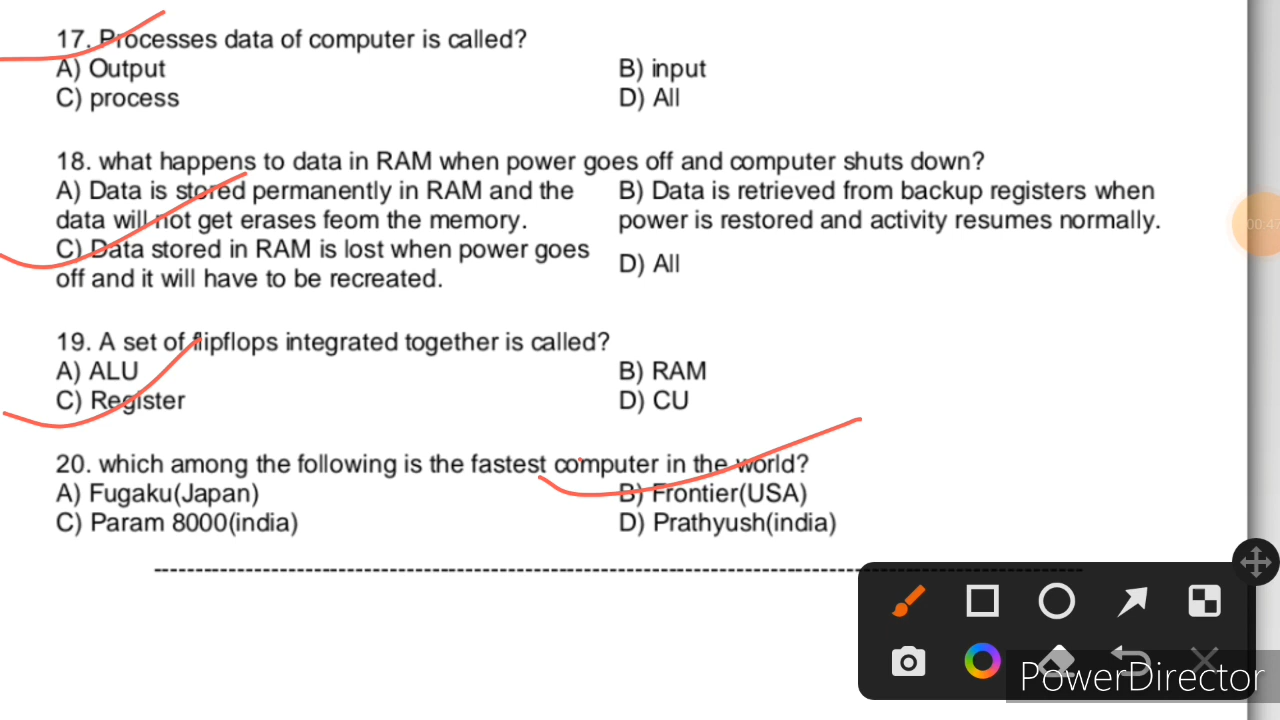 17. Processes data of computer is called?
A) Output B) input
C) process D) All
18. what happens to data in RAM when power goes off and computer shuts down?
A) Data is stored permanently in RAM and the B) Data is retrieved from backup registers when
data will not get erases feom the memory. power is restored and activity resumes normally.
C) Data stored in RAM is lost when power goes
off and it will have to be recreated. D) All
19. A set of flipflops integrated together is called?
A) ALU B) RAM
C) Register D) CU
20. which among the following is the fastest computer in the world?
A) Fugaku(Japan) B) Frontier(USA)
C) Param 8000(india) D) Prathyush(india)
PowerDirector